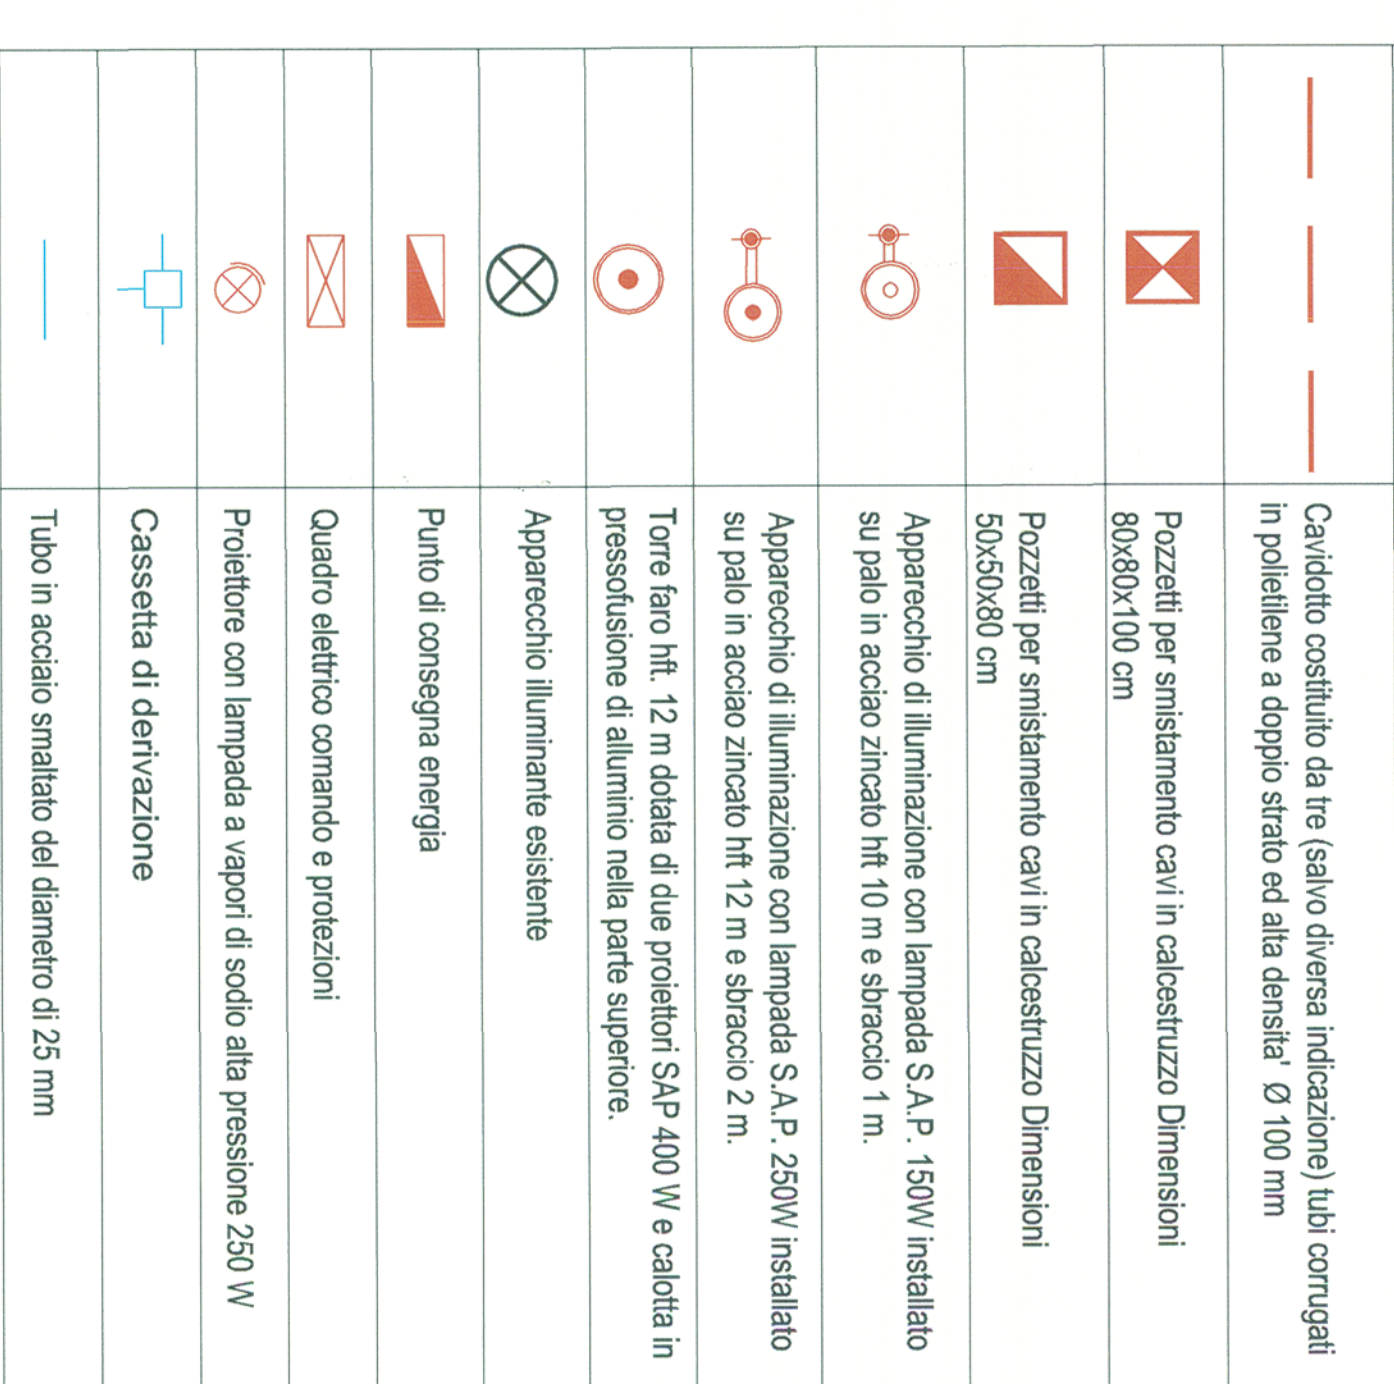 Cavidotto costituito da tre (salvo diversa indicazione) tubi corrugati
in polietilene a doppio strato ed alta densita' Ø 100 mm
Pozzetti per smistamento cavi in calcestruzzo Dimensioni
80x80x100 cm
Pozzetti per smistamento cavi in calcestruzzo Dimensioni
50x50x80 cm
Apparecchio di illuminazione con lampada S.A.P. 150W installato
su palo in acciao zincato hft 10 m e sbraccio 1 m.
Apparecchio di illuminazione con lampada S.A.P. 250W installato
su palo in acciao zincato hft 12 m e sbraccio 2 m.
Torre faro hft. 12 m dotata di due proiettori SAP 400 W e calotta in
pressofusione di alluminio nella parte superiore.
Apparecchio illuminante esistente
Punto di consegna energia
Quadro elettrico comando e protezioni
Proiettore con lampada a vapori di sodio alta pressione 250 W
Cassetta di derivazione
Tubo in acciaio smaltato del diametro di 25 mm